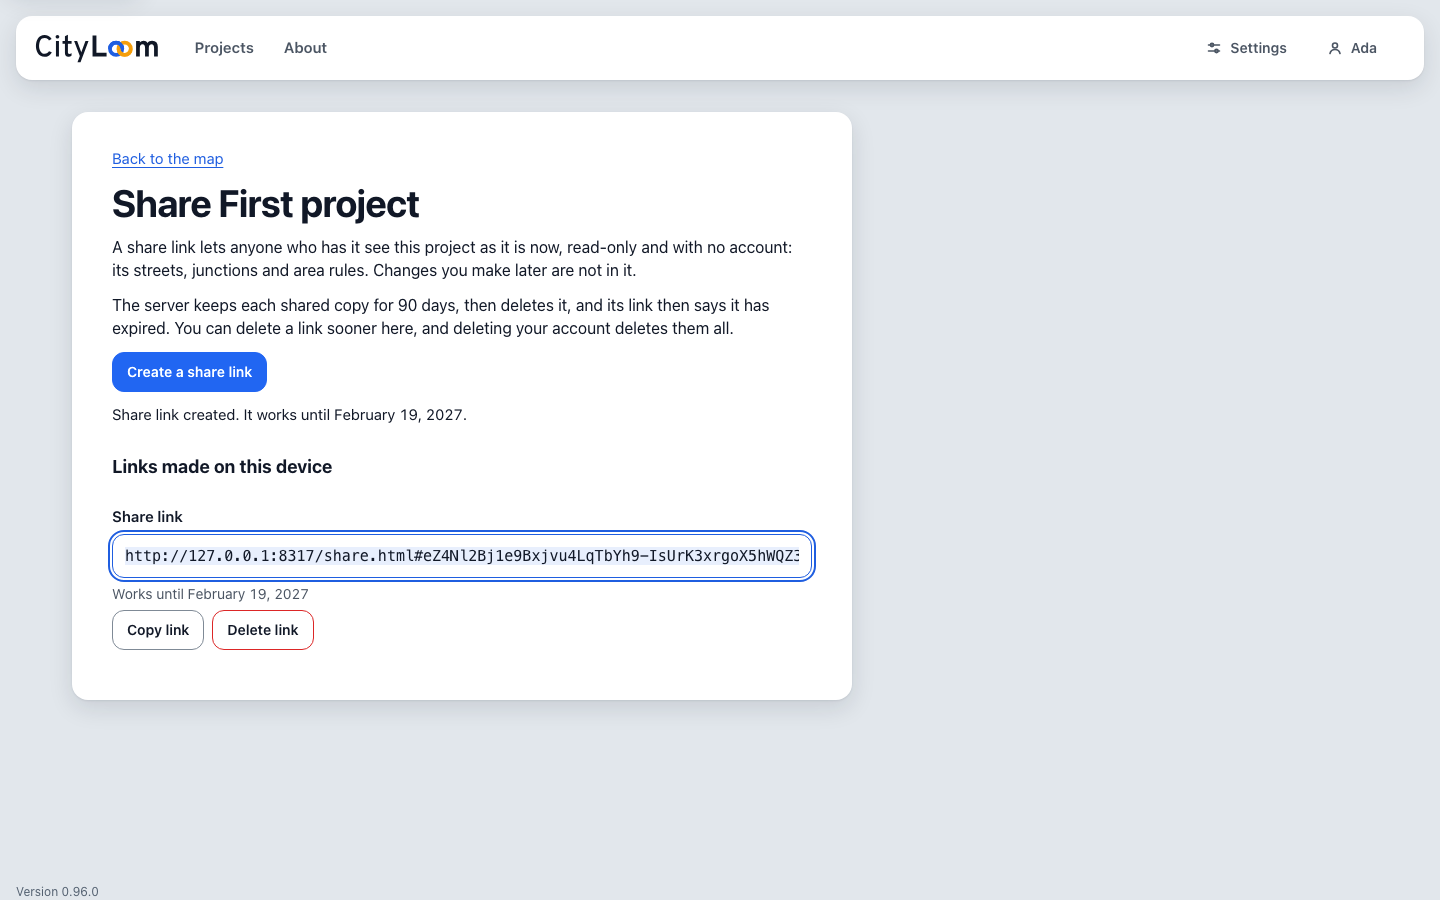 CityLoom
Projects
About
Settings
Ada
Back to the map
Share First project
A share link lets anyone who has it see this project as it is now, read-only and with no account:
its streets, junctions and area rules. Changes you make later are not in it.
The server keeps each shared copy for 90 days, then deletes it, and its link then says it has
expired. You can delete a link sooner here, and deleting your account deletes them all.
Create a share link
Share link created. It works until February 19, 2027.
Links made on this device
Share link
http://127.0.0.1:8317/share.html#eZ4Nl2Bj1e9Bxjvu4LqTbYh9-IsUrK3xrgoX5hWQZ3
Works until February 19, 2027
Copy link
Delete link
Version 0.96.0